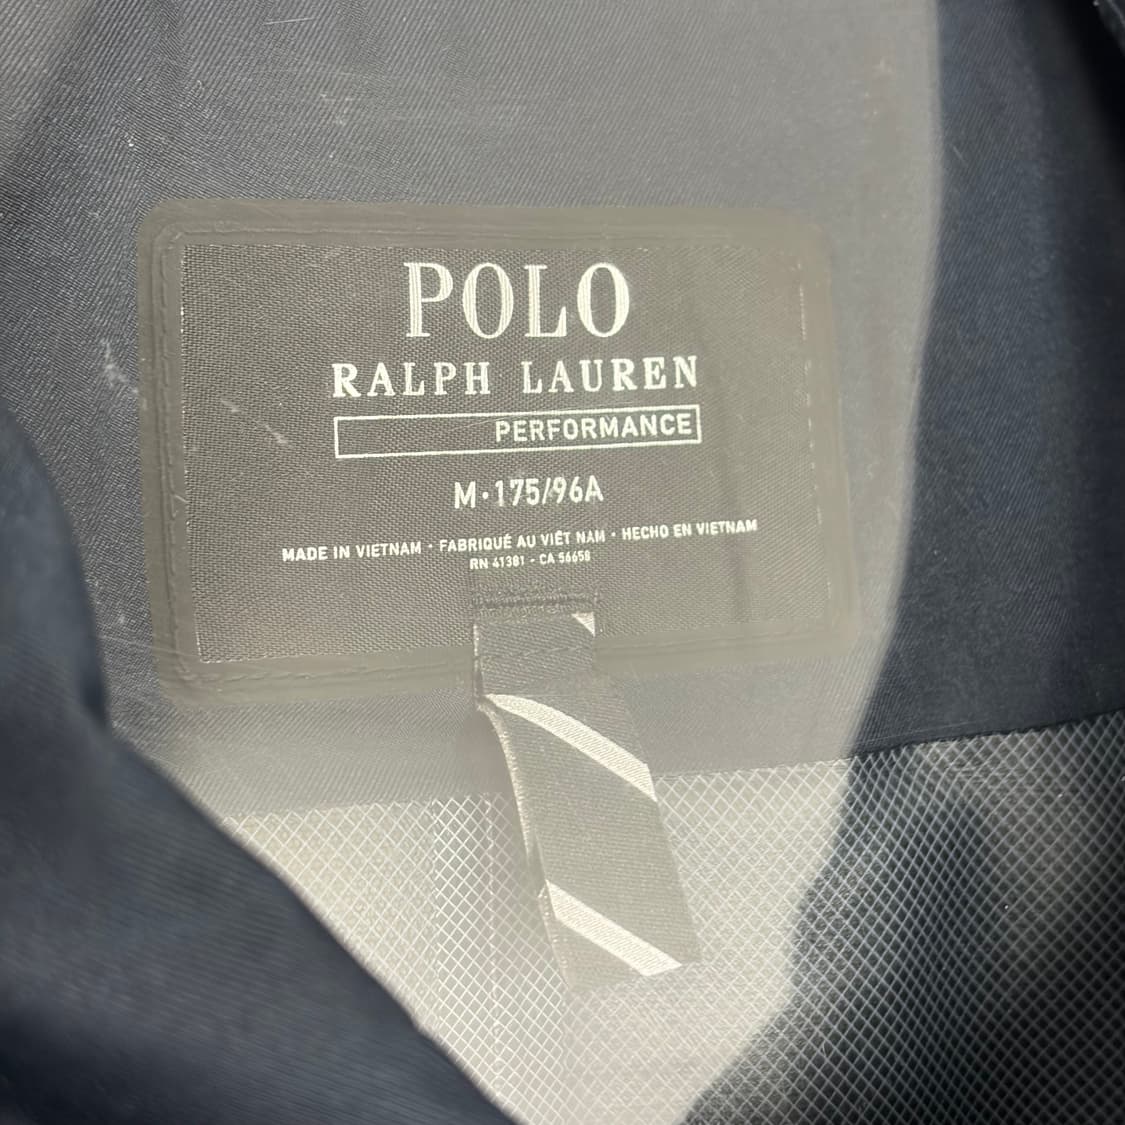 POLO
RALPH LAUREN
PERFORMANCE
M·175/96A
MADE IN VIETNAM · FABRIQUÉ AU VIÊT NAM · HECHO EN VIETNAM
RN 41381 - CA 56658